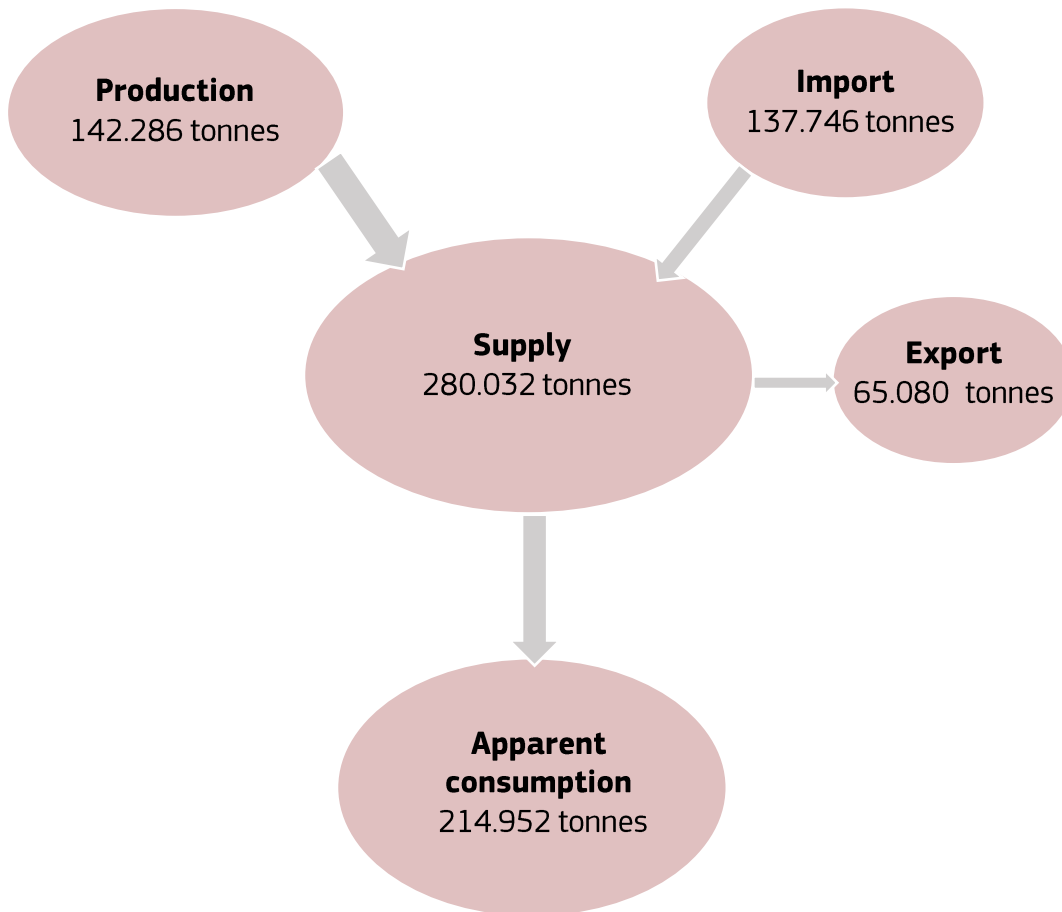 Production
142.286 tonnes
Import
137.746 tonnes
Supply
280.032 tonnes
Export
65.080 tonnes
Apparent
consumption
214.952 tonnes